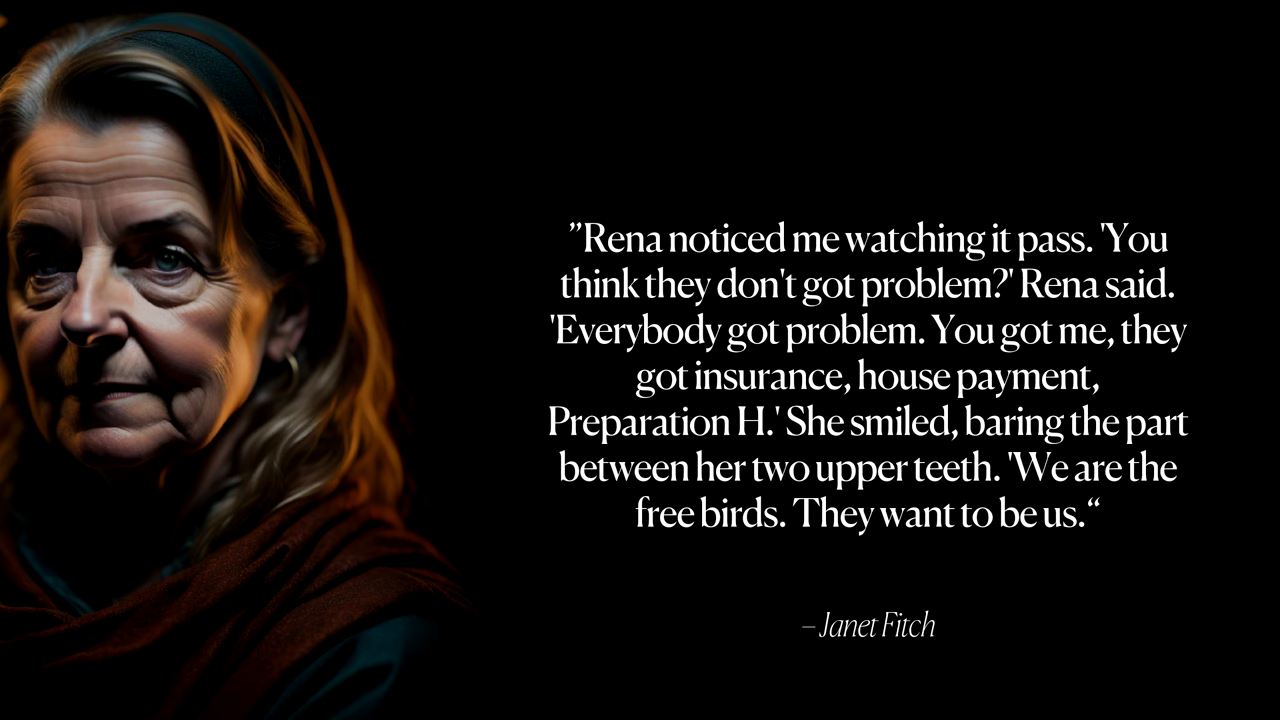 ”Rena noticed me watching it pass. 'You
think they don't got problem?' Rena said.
'Everybody got problem. You got me, they
got insurance, house payment,
Preparation H.' She smiled, baring the part
between her two upper teeth. 'We are the
free birds. They want to be us.“
– Janet Fitch